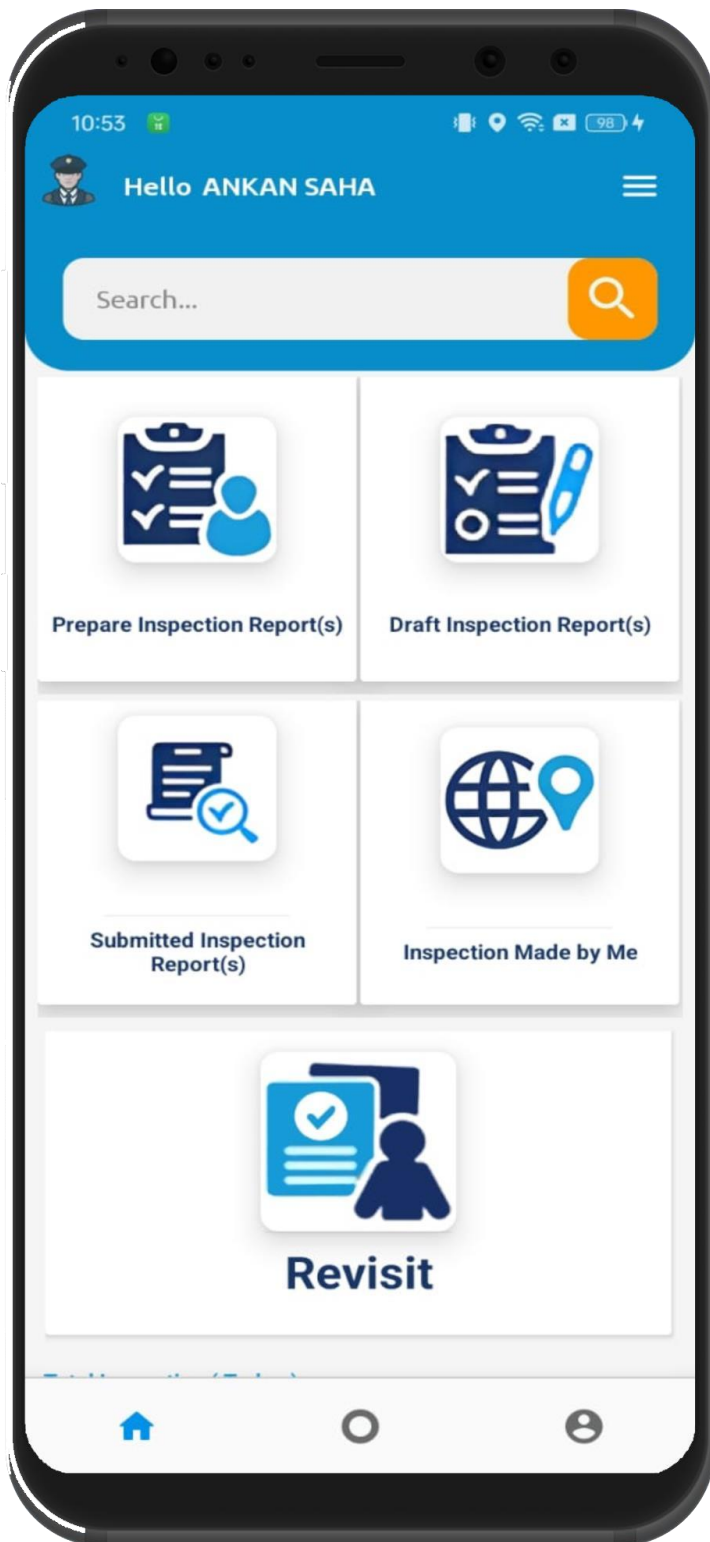 10:53
98
Hello ANKAN SAHA
Search...
Prepare Inspection Report(s)
Draft Inspection Report(s)
Submitted Inspection
Report(s)
Inspection Made by Me
Revisit